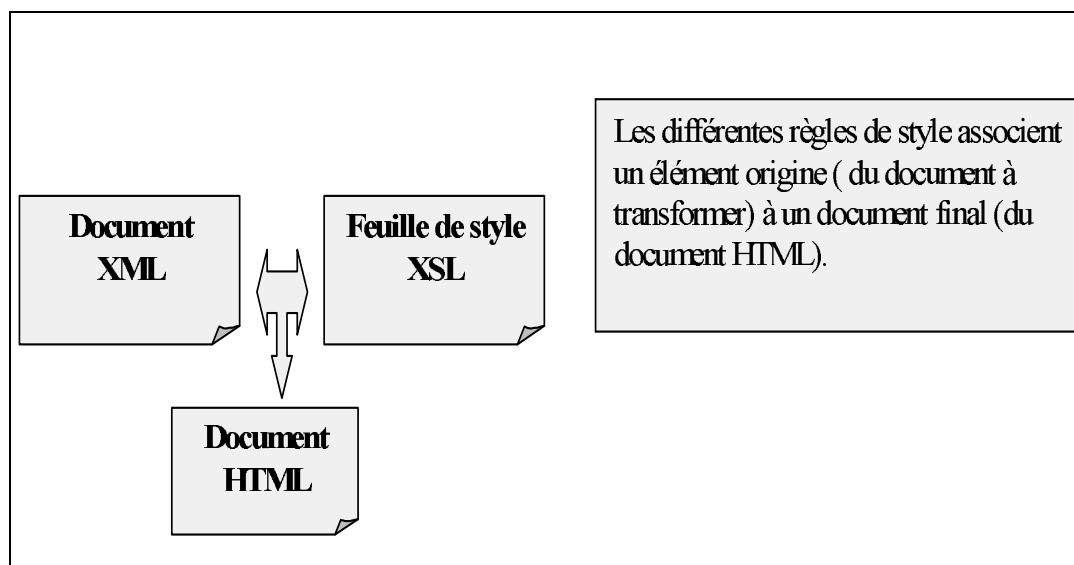 Document
XML
Feuille de style
XSL
Document
HTML
Les différentes règles de style associent
un élément origine ( du document à
transformer) à un document final (du
document HTML).